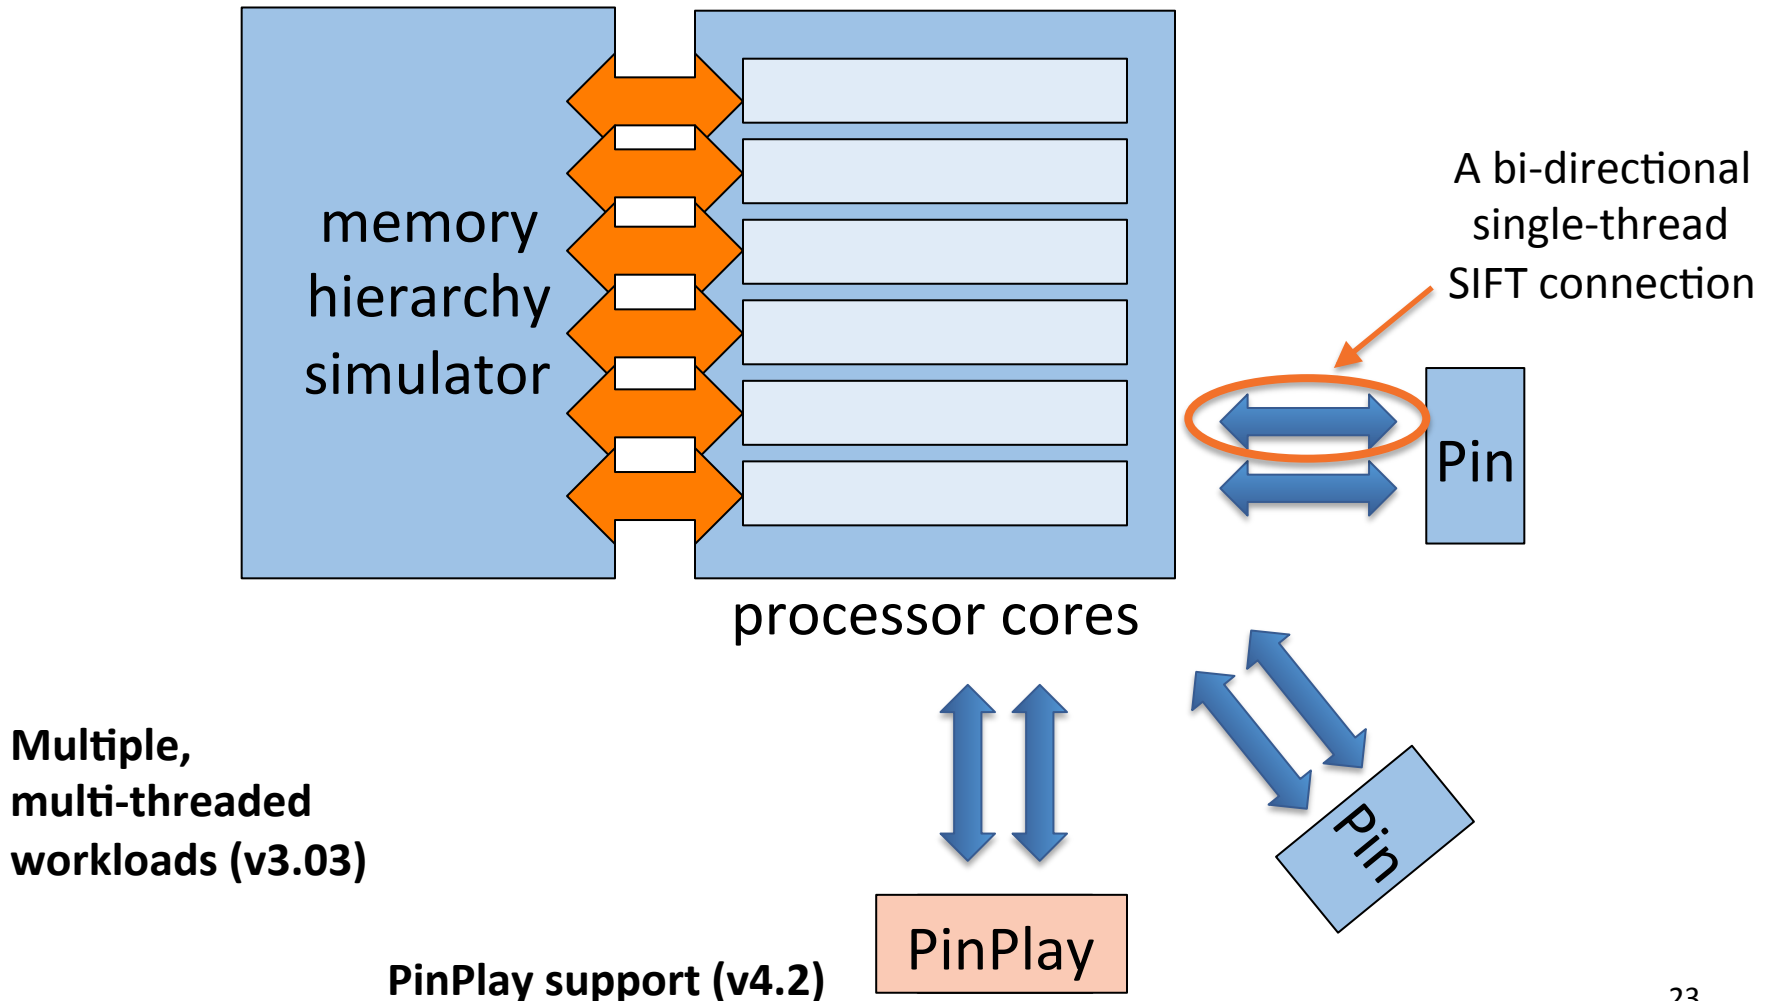 memory
hierarchy
simulator
A bi-directional
single-thread
SIFT connection
Pin
processor cores
Multiple,
multi-threaded
workloads (v3.03)
Pin
PinPlay
PinPlay support (v4.2)
23